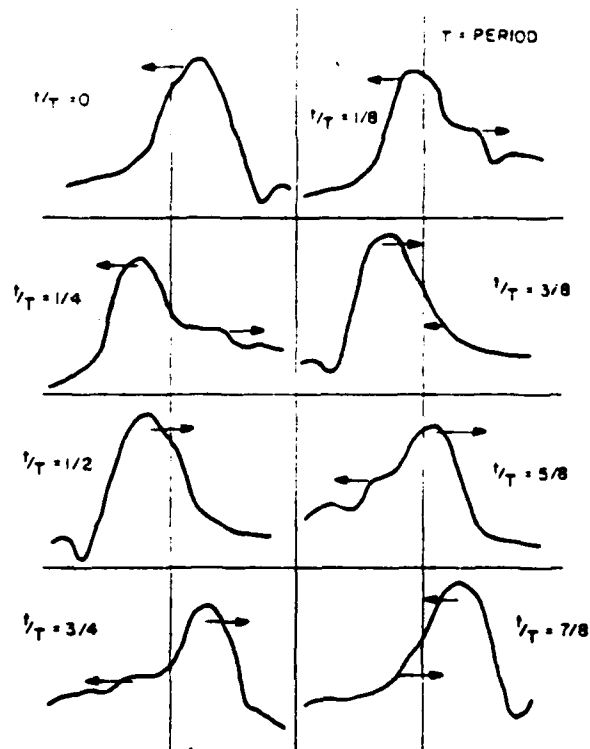 T = PERIOD
t/T = 0
t/T = 1/8
t/T = 1/4
t/T = 3/8
t/T = 1/2
t/T = 5/8
t/T = 3/4
t/T = 7/8